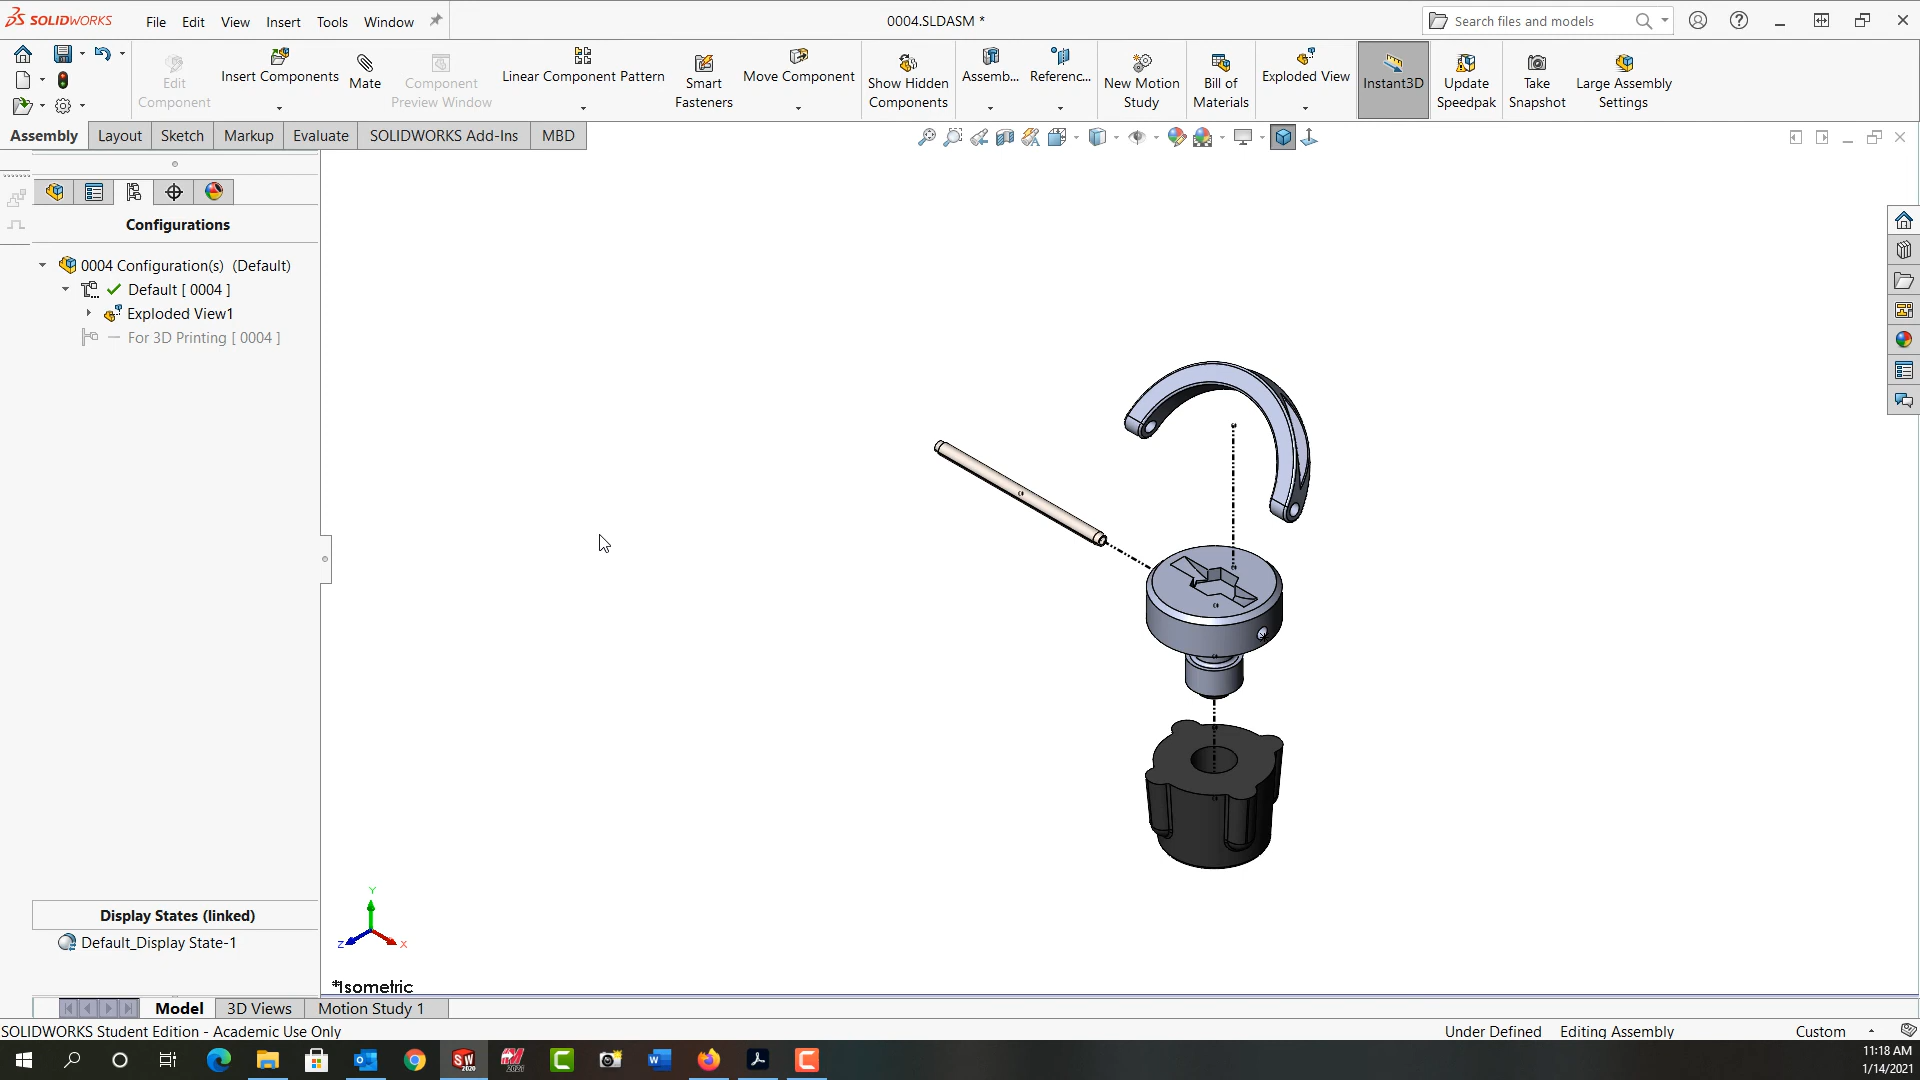 SOLIDWORKS File Edit View Insert Tools Window 0004.SLDASM * Search files and models
Edit Component
Insert Components
Mate
Component Preview Window
Linear Component Pattern
Smart Fasteners
Move Component
Show Hidden Components
Assemb...
Referenc...
New Motion Study
Bill of Materials
Exploded View
Instant3D
Update Speedpak
Take Snapshot
Large Assembly Settings
Assembly Layout Sketch Markup Evaluate SOLIDWORKS Add-Ins MBD
Configurations
0004 Configuration(s) (Default)
Default [ 0004 ]
Exploded View1
For 3D Printing [ 0004 ]
Display States (linked)
Default_Display State-1
Y
Z X
*Isometric
Model 3D Views Motion Study 1
SOLIDWORKS Student Edition - Academic Use Only Under Defined Editing Assembly Custom
11:18 AM
1/14/2021